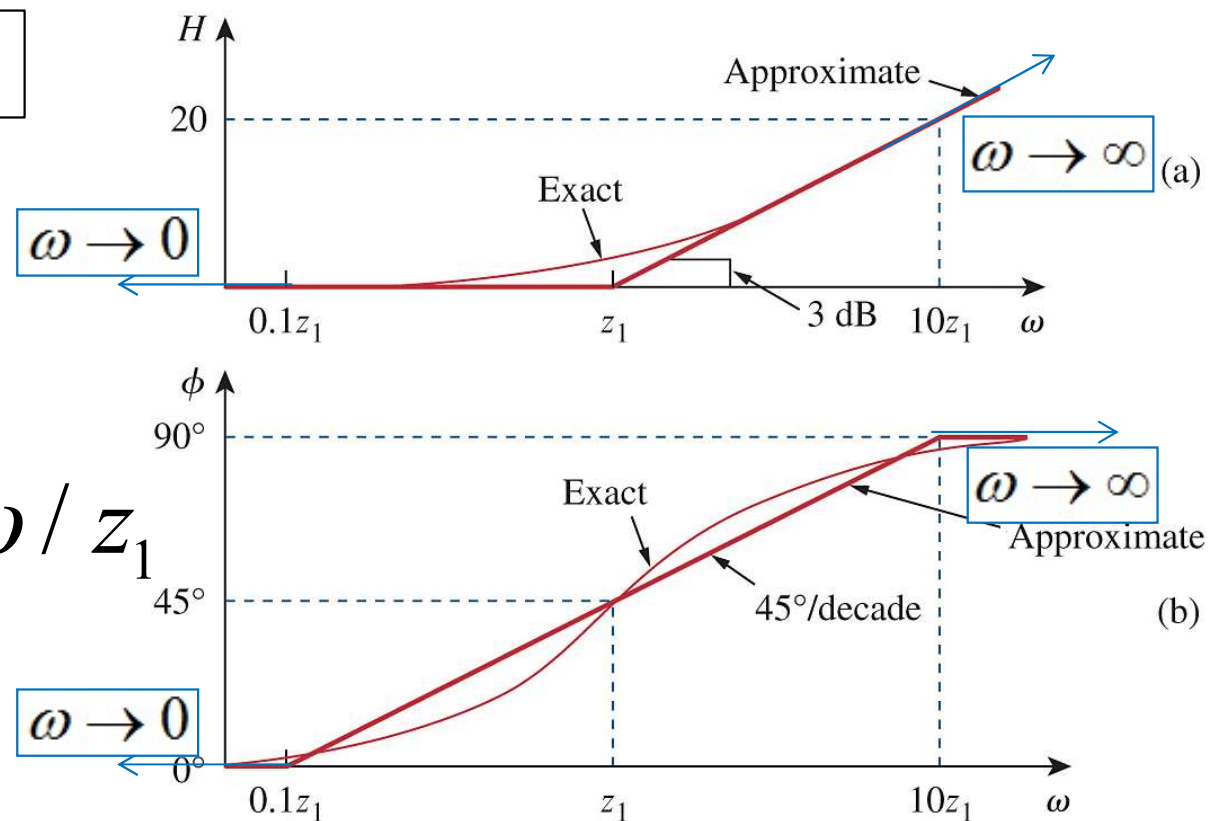 H
20
Approximate
ω → ∞
(a)
Exact
ω → 0
3 dB
0.1z₁
z₁
10z₁
ω
ϕ
90°
Exact
ω → ∞
Approximate
/ z₁
45°
45°/decade
(b)
ω → 0
0°
0.1z₁
z₁
10z₁
ω